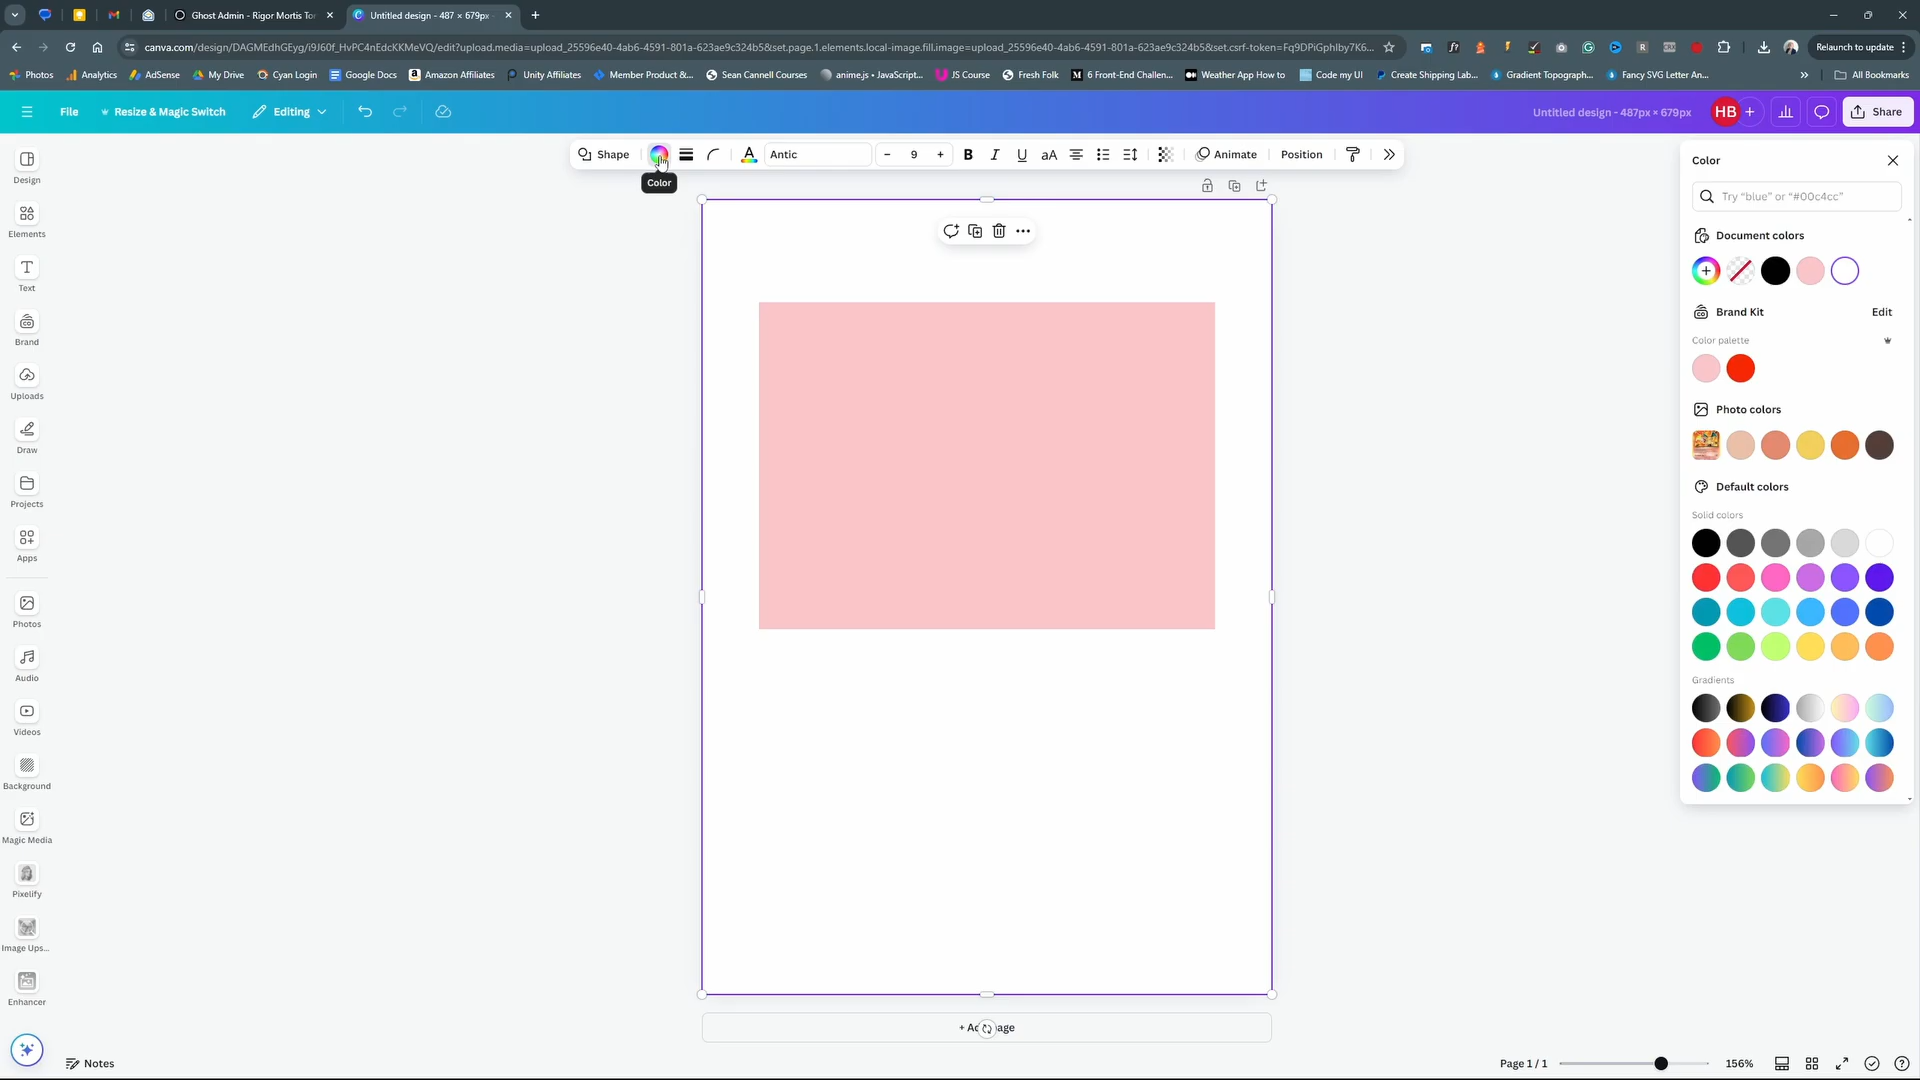 Ghost Admin - Rigor Mortis Tor
Untitled design - 487 × 679px -
canva.com/design/DAGMEdhGEyg/i9J60f_HvPC4nEdcKKMeVQ/edit?upload.media=upload_25596e40-4ab6-4591-801a-623ae9c324b5&set.page.1.elements.local-image.fill.image=upload_25596e40-4ab6-4591-801a-623ae9c324b5&set.csrf-token=Fq9DPiGphIby7K6...
Relaunch to update
Photos Analytics AdSense My Drive Cyan Login Google Docs Amazon Affiliates Unity Affiliates Member Product &... Sean Cannell Courses anime.js • JavaScript... JS Course Fresh Folk 6 Front-End Challen... Weather App How to Code my UI Create Shipping Lab... Gradient Topograph... Fancy SVG Letter An... All Bookmarks
File Resize & Magic Switch Editing Untitled design - 487px × 679px HB Share
Shape Antic 9 B I U aA Animate Position
Color
Color
Try "blue" or "#00c4cc"
Document colors
Brand Kit Edit
Color palette
Photo colors
Default colors
Solid colors
Gradients
Design
Elements
Text
Brand
Uploads
Draw
Projects
Apps
Photos
Audio
Videos
Background
Magic Media
Pixelify
Image Ups...
Enhancer
+ Ad age
Notes
Page 1 / 1
156%